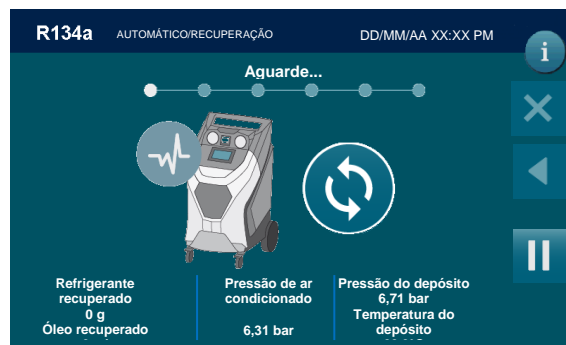 R134a AUTOMÁTICO/RECUPERAÇÃO DD/MM/AA XX:XX PM
i
Aguarde...
Refrigerante
recuperado
0 g
Óleo recuperado
Pressão de ar
condicionado
6,31 bar
Pressão do depósito
6,71 bar
Temperatura do
depósito